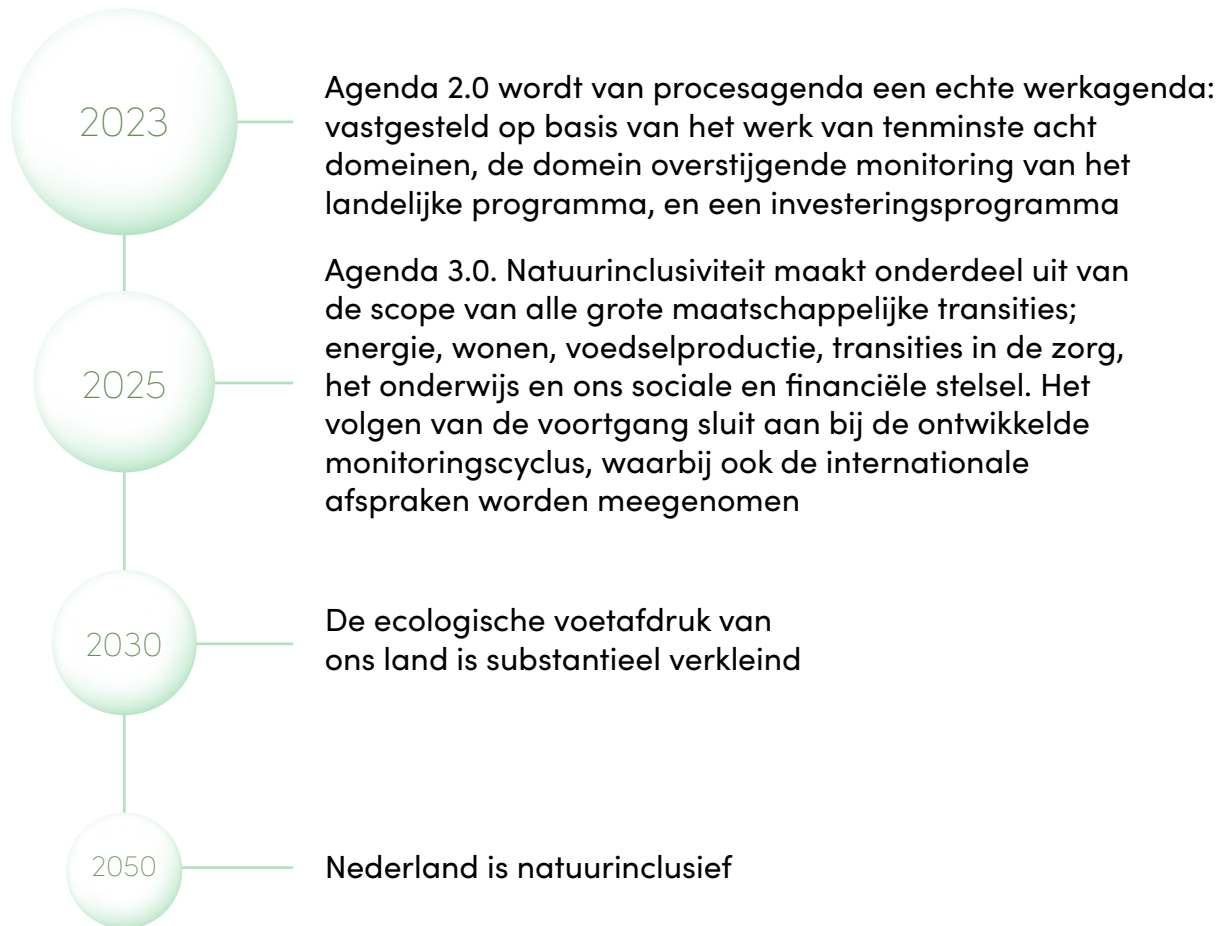 2023
Agenda 2.0 wordt van procesagenda een echte werkagenda:
vastgesteld op basis van het werk van tenminste acht
domeinen, de domein overstijgende monitoring van het
landelijke programma, en een investeringsprogramma
2025
Agenda 3.0. Natuurinclusiviteit maakt onderdeel uit van
de scope van alle grote maatschappelijke transities;
energie, wonen, voedselproductie, transities in de zorg,
het onderwijs en ons sociale en financiële stelsel. Het
volgen van de voortgang sluit aan bij de ontwikkelde
monitoringscyclus, waarbij ook de internationale
afspraken worden meegenomen
2030
De ecologische voetafdruk van
ons land is substantieel verkleind
2050
Nederland is natuurinclusief